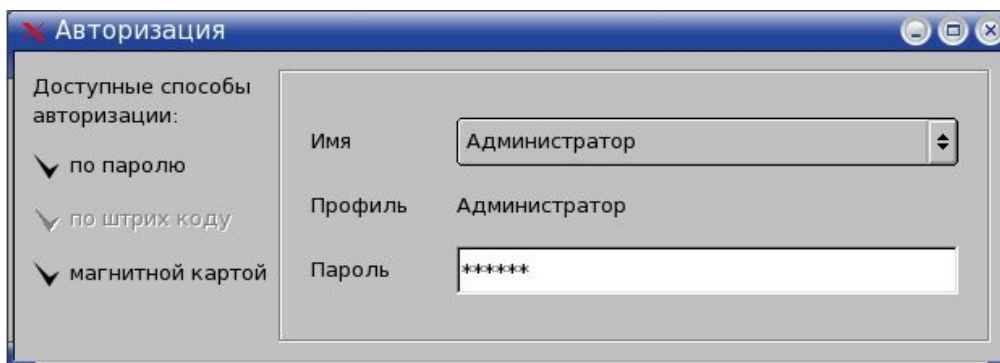 Авторизация
Доступные способы
авторизации:
по паролю
по штрих коду
магнитной картой
Имя
Администратор
Профиль
Администратор
Пароль
******